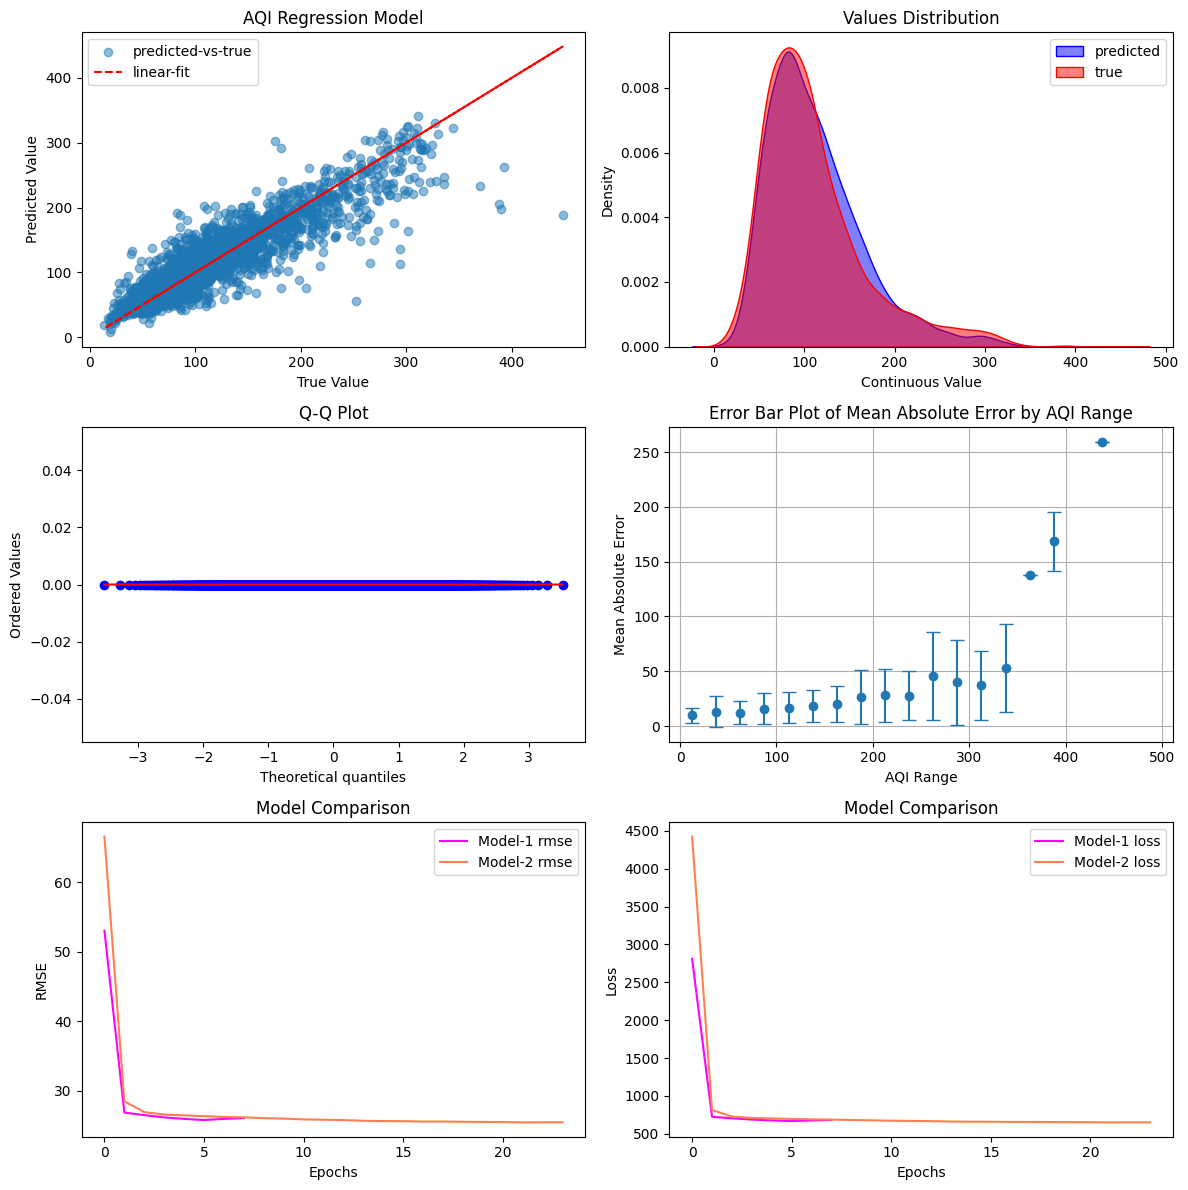 AQI Regression Model
predicted-vs-true
linear-fit
400
300
200
100
0
Predicted Value
0 100 200 300 400
True Value
Values Distribution
predicted
true
0.008
0.006
0.004
0.002
0.000
Density
0 100 200 300 400 500
Continuous Value
Q-Q Plot
0.04
0.02
0.00
−0.02
−0.04
Ordered Values
−3 −2 −1 0 1 2 3
Theoretical quantiles
Error Bar Plot of Mean Absolute Error by AQI Range
250
200
150
100
50
0
Mean Absolute Error
0 100 200 300 400 500
AQI Range
Model Comparison
Model-1 rmse
Model-2 rmse
60
50
40
30
RMSE
0 5 10 15 20
Epochs
Model Comparison
Model-1 loss
Model-2 loss
4500
4000
3500
3000
2500
2000
1500
1000
500
Loss
0 5 10 15 20
Epochs